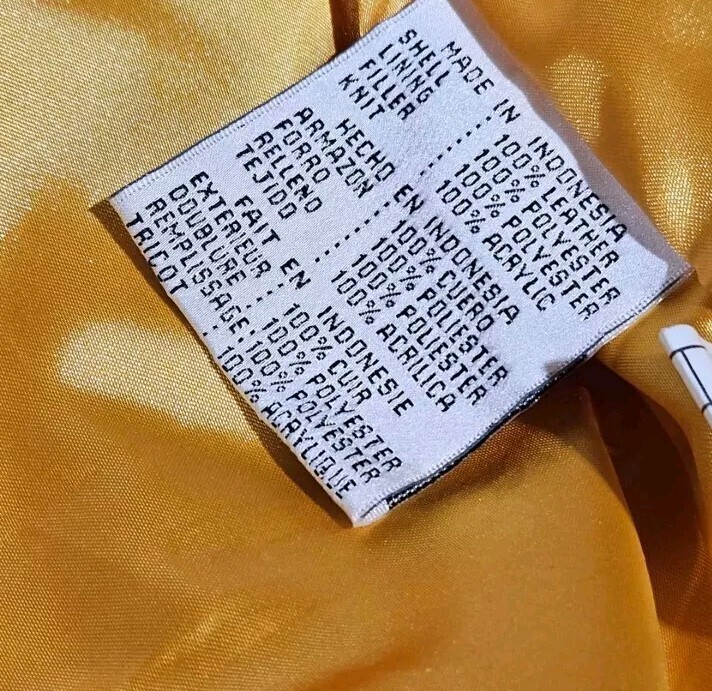 MADE IN INDONESIA
SHELL 100% LEATHER
LINING 100% POLYESTER
FILLER 100% POLYESTER
KNIT 100% ACRYLIC
HECHO EN INDONESIA
ARMAZON 100% CUERO
FORRO 100% POLIESTER
RELLENO 100% POLIESTER
TEJIDO 100% ACRILICA
FAIT EN INDONESIE
EXTERIEUR 100% CUIR
DOUBLURE 100% POLYESTER
REMPLISSAGE 100% POLYESTER
TRICOT 100% ACRYLIQUE